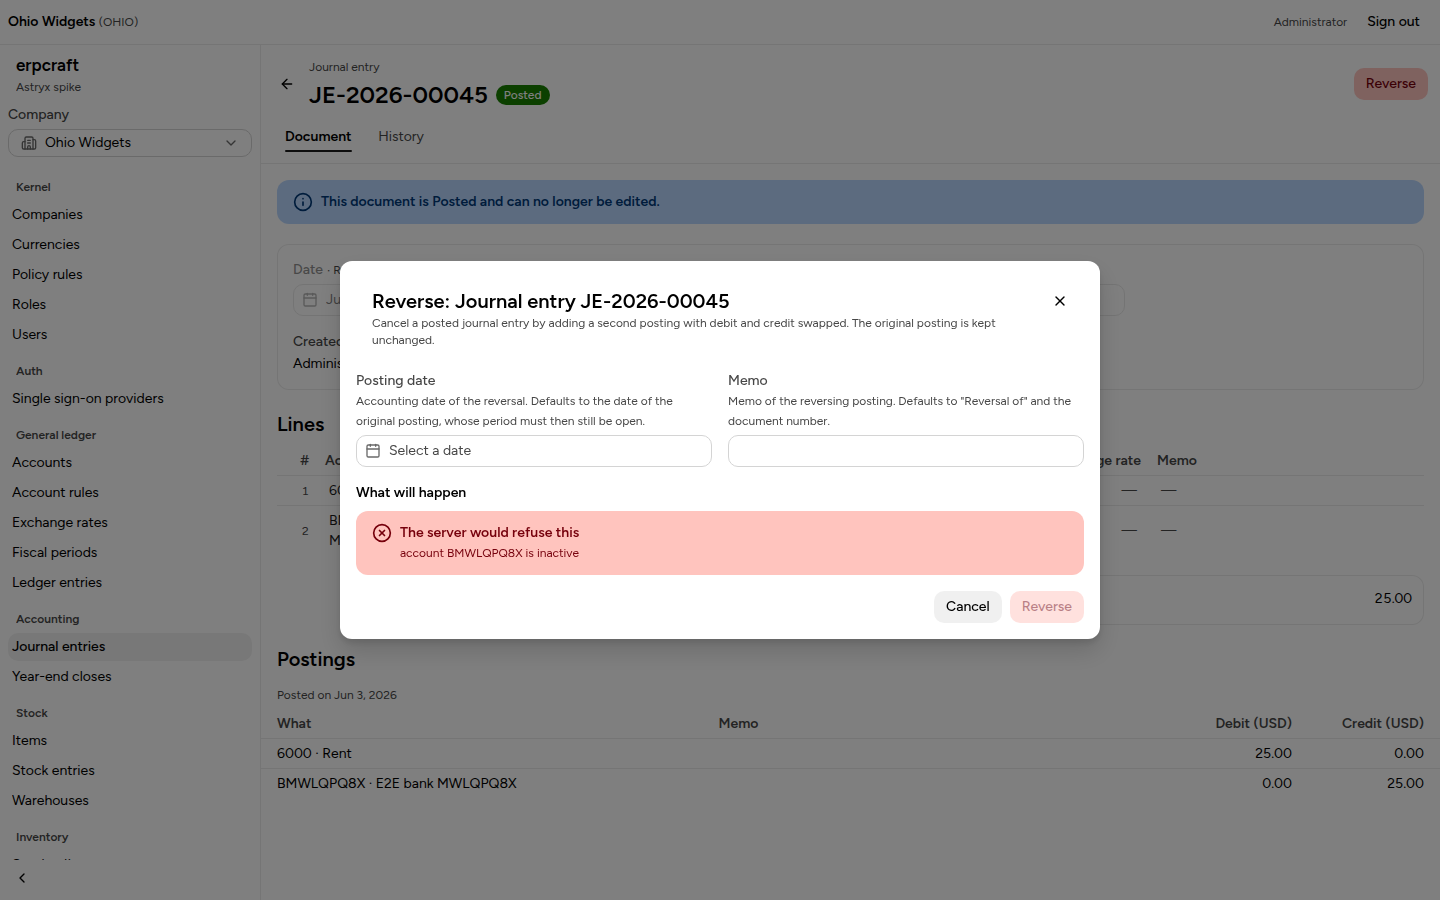 Ohio Widgets (OHIO)
Administrator
Sign out
erpcraft
Astryx spike
Company
Ohio Widgets
Kernel
Companies
Currencies
Policy rules
Roles
Users
Auth
Single sign-on providers
General ledger
Accounts
Account rules
Exchange rates
Fiscal periods
Ledger entries
Accounting
Journal entries
Year-end closes
Stock
Items
Stock entries
Warehouses
Inventory
Journal entry
JE-2026-00045
Posted
Reverse
Document
History
This document is Posted and can no longer be edited.
Date
Created
Lines
#
rate
Memo
1
—
—
2
—
—
25.00
Reverse: Journal entry JE-2026-00045
Cancel a posted journal entry by adding a second posting with debit and credit swapped. The original posting is kept
unchanged.
Posting date
Accounting date of the reversal. Defaults to the date of the
original posting, whose period must then still be open.
Select a date
Memo
Memo of the reversing posting. Defaults to "Reversal of" and the
document number.
What will happen
The server would refuse this
account BMWLQPQ8X is inactive
Cancel
Reverse
Postings
Posted on Jun 3, 2026
What Memo Debit (USD) Credit (USD)
6000 · Rent 25.00 0.00
BMWLQPQ8X · E2E bank MWLQPQ8X 0.00 25.00